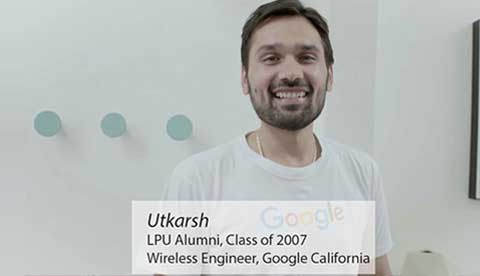 Google
Utkarsh
LPU Alumni, Class of 2007
Wireless Engineer, Google California